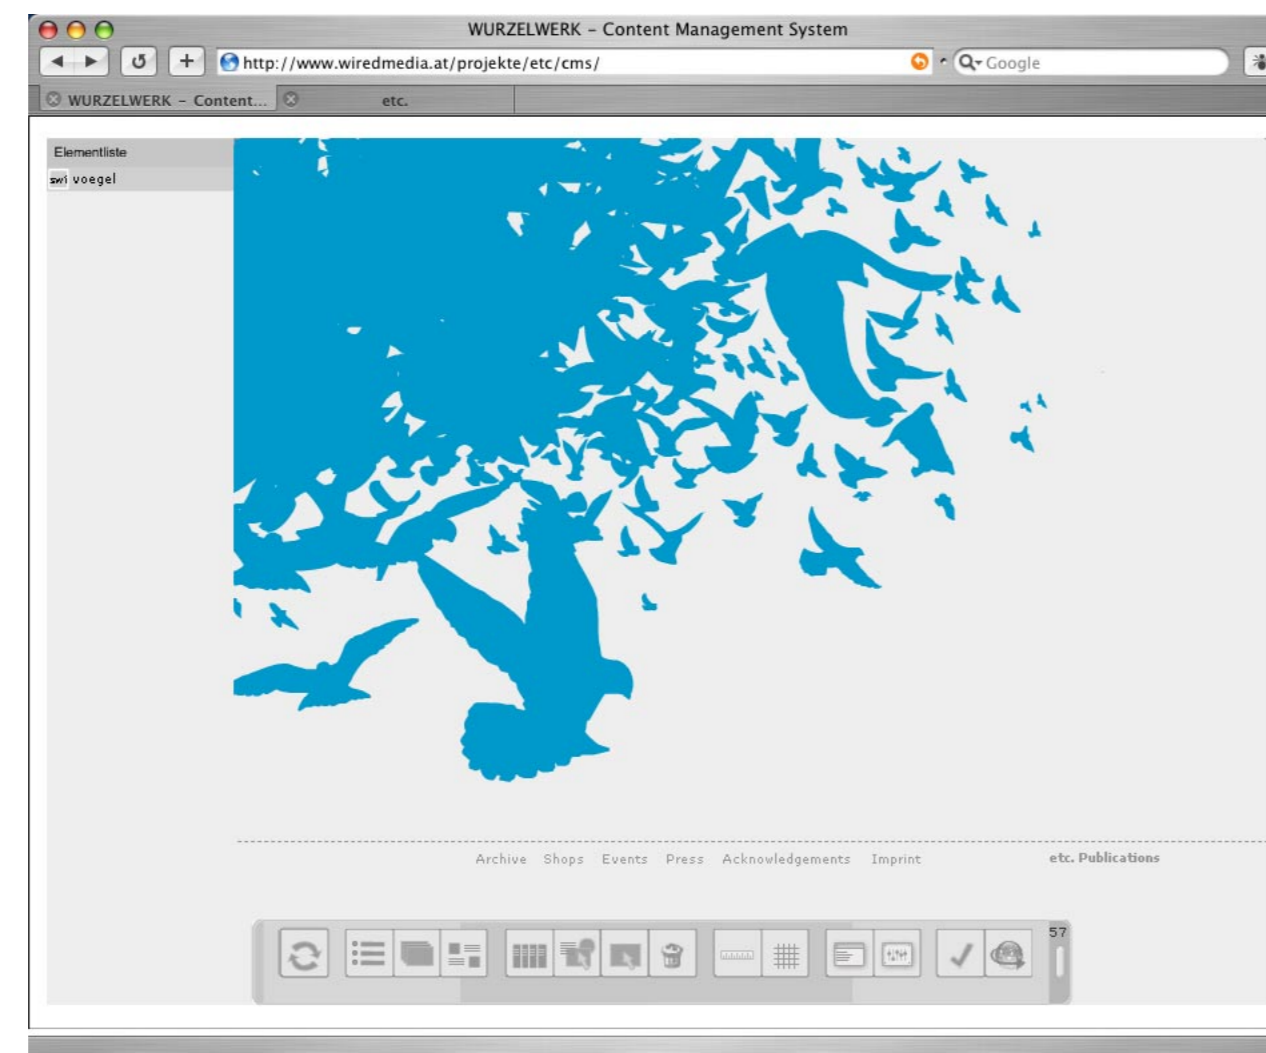 WURZELWERK – Content Management System
http://www.wiredmedia.at/projekte/etc/cms/
Google
WURZELWERK – Content... etc.
Elementliste
swi voegel
Archive Shops Events Press Acknowledgements Imprint etc. Publications
57